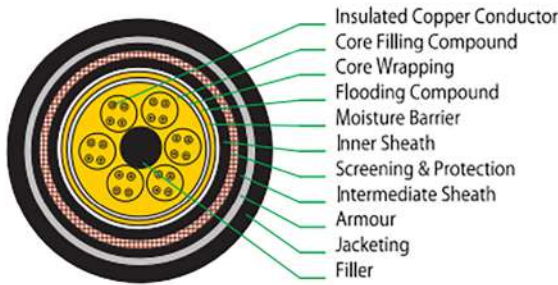 Insulated Copper Conductor
Core Filling Compound
Core Wrapping
Flooding Compound
Moisture Barrier
Inner Sheath
Screening & Protection
Intermediate Sheath
Armour
Jacketing
Filler